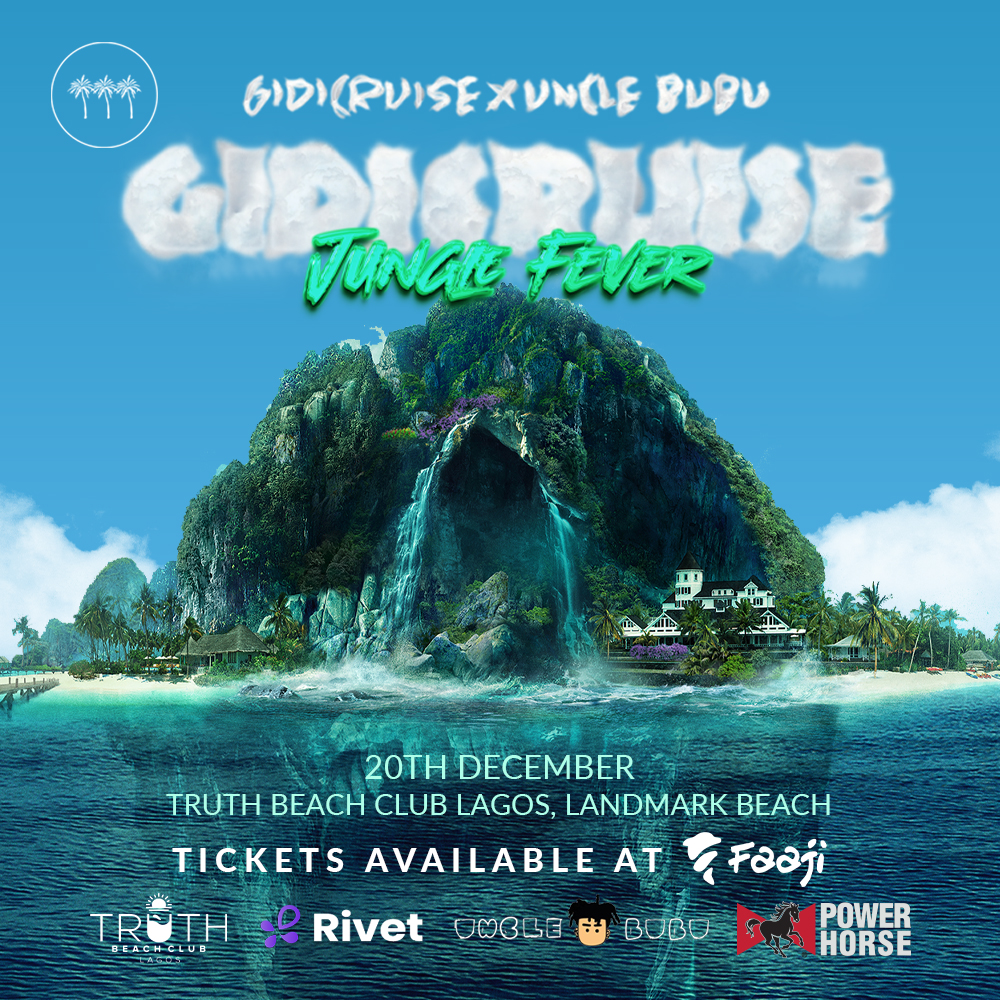 GIDICRUISE X UNCLE BUBU
GIDICRUISE
JUNGLE FEVER
20TH DECEMBER
TRUTH BEACH CLUB LAGOS, LANDMARK BEACH
TICKETS AVAILABLE AT Faaji
TRUTH
BEACH CLUB
LAGOS
Rivet
UNCLE BUBU
POWER
HORSE